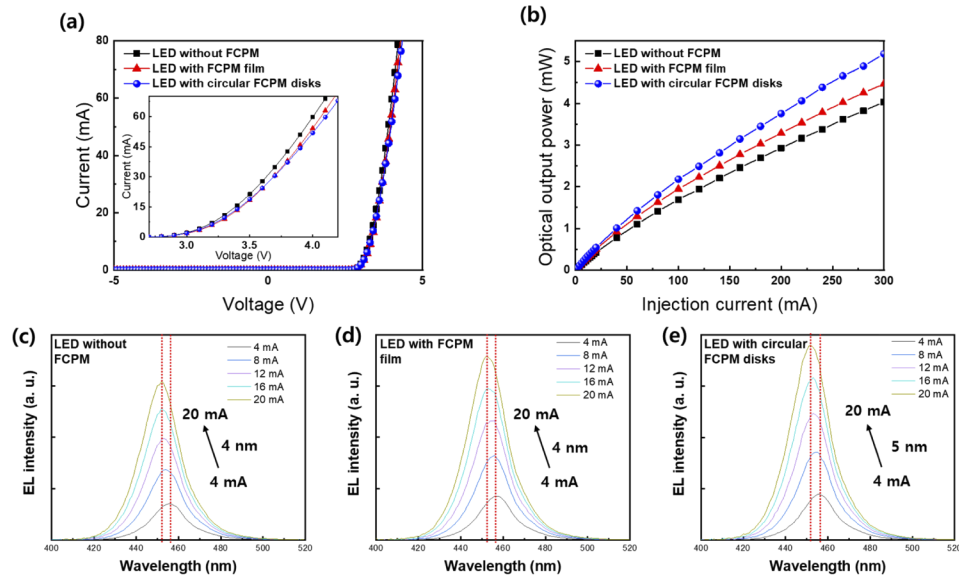 (a)
80
60
40
20
0
Current (mA)
-5
0
5
Voltage (V)
LED without FCPM
LED with FCPM film
LED with circular FCPM disks
60
45
30
15
0
Current (mA)
3.0
3.5
4.0
Voltage (V)
(b)
5
4
3
2
1
0
Optical output power (mW)
0
50
100
150
200
250
300
Injection current (mA)
LED without FCPM
LED with FCPM film
LED with circular FCPM disks
(c)
LED without
FCPM
4 mA
8 mA
12 mA
16 mA
20 mA
20 mA
4 nm
4 mA
EL intensity (a. u.)
400
420
440
460
480
500
520
Wavelength (nm)
(d)
LED with FCPM
film
4 mA
8 mA
12 mA
16 mA
20 mA
20 mA
4 nm
4 mA
EL intensity (a. u.)
400
420
440
460
480
500
520
Wavelength (nm)
(e)
LED with circular
FCPM disks
4 mA
8 mA
12 mA
16 mA
20 mA
20 mA
5 nm
4 mA
EL intensity (a. u.)
400
420
440
460
480
500
520
Wavelength (nm)